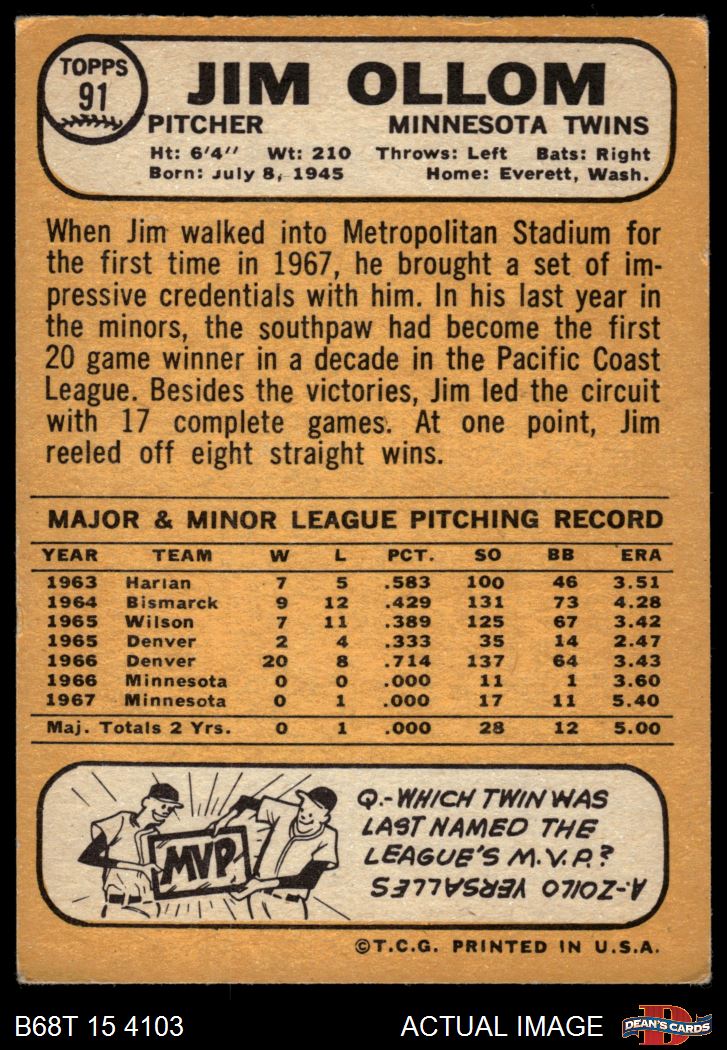 TOPPS
91
JIM OLLOM
PITCHER MINNESOTA TWINS
Ht: 6'4'' Wt: 210 Throws: Left Bats: Right
Born: July 8, 1945 Home: Everett, Wash.
When Jim walked into Metropolitan Stadium for
the first time in 1967, he brought a set of im-
pressive credentials with him. In his last year in
the minors, the southpaw had become the first
20 game winner in a decade in the Pacific Coast
League. Besides the victories, Jim led the circuit
with 17 complete games. At one point, Jim
reeled off eight straight wins.
MAJOR & MINOR LEAGUE PITCHING RECORD
YEAR TEAM W L PCT. SO BB ERA
1963 Harlan 7 5 .583 100 46 3.51
1964 Bismarck 9 12 .429 131 73 4.28
1965 Wilson 7 11 .389 125 67 3.42
1965 Denver 2 4 .333 35 14 2.47
1966 Denver 20 8 .714 137 64 3.43
1966 Minnesota 0 0 .000 11 1 3.60
1967 Minnesota 0 1 .000 17 11 5.40
Maj. Totals 2 Yrs. 0 1 .000 28 12 5.00
MVP
Q.-WHICH TWIN WAS
LAST NAMED THE
LEAGUE'S M.V.P.?
A-ZOILO VERSALLES
©T.C.G. PRINTED IN U.S.A.
B68T 15 4103 ACTUAL IMAGE
D
DEAN'S CARDS